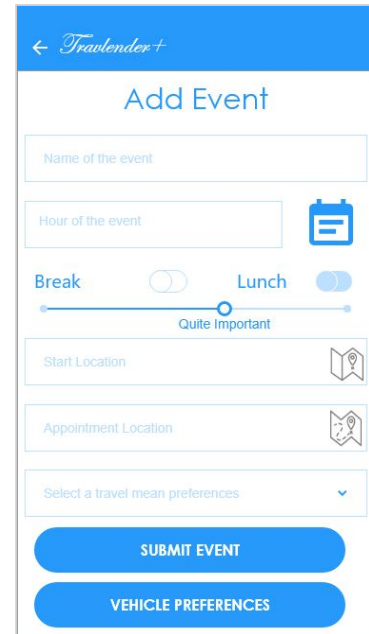 Travlender+
Add Event
Name of the event
Hour of the event
Break Lunch
Quite Important
Start Location
Appointment Location
Select a travel mean preferences
SUBMIT EVENT
VEHICLE PREFERENCES